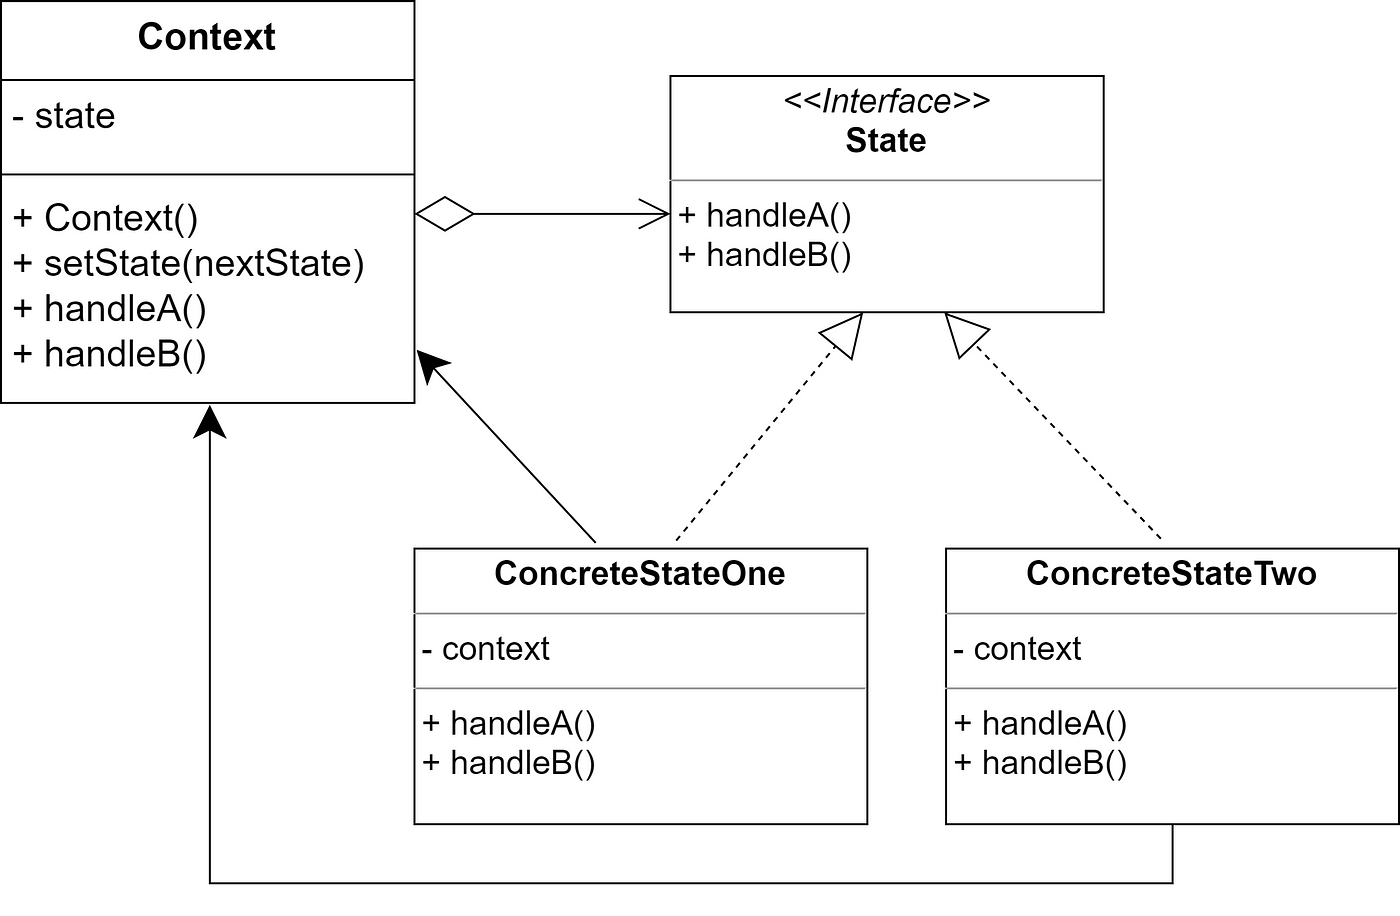 Context
- state
+ Context()
+ setState(nextState)
+ handleA()
+ handleB()
<<Interface>>
State
+ handleA()
+ handleB()
ConcreteStateOne
- context
+ handleA()
+ handleB()
ConcreteStateTwo
- context
+ handleA()
+ handleB()